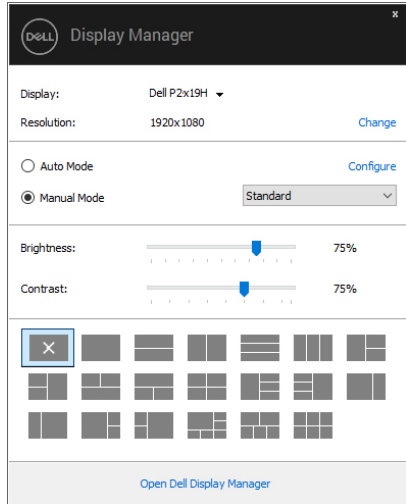 x
DELL Display Manager
Display: Dell P2x19H
Resolution: 1920x1080 Change
Auto Mode Configure
Manual Mode Standard
Brightness: 75%
Contrast: 75%
Open Dell Display Manager